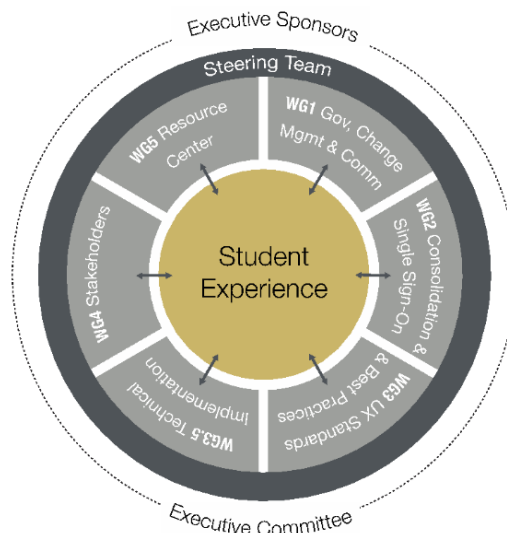 Executive Sponsors
Steering Team
WG1 Gov, Change
Mgmt & Comm
WG2 Consolidation &
Single Sign-On
WG3 UX Standards
& Best Practices
WG3.5 Technical
Implementation
WG4 Stakeholders
WG5 Resource
Center
Student
Experience
Executive Committee